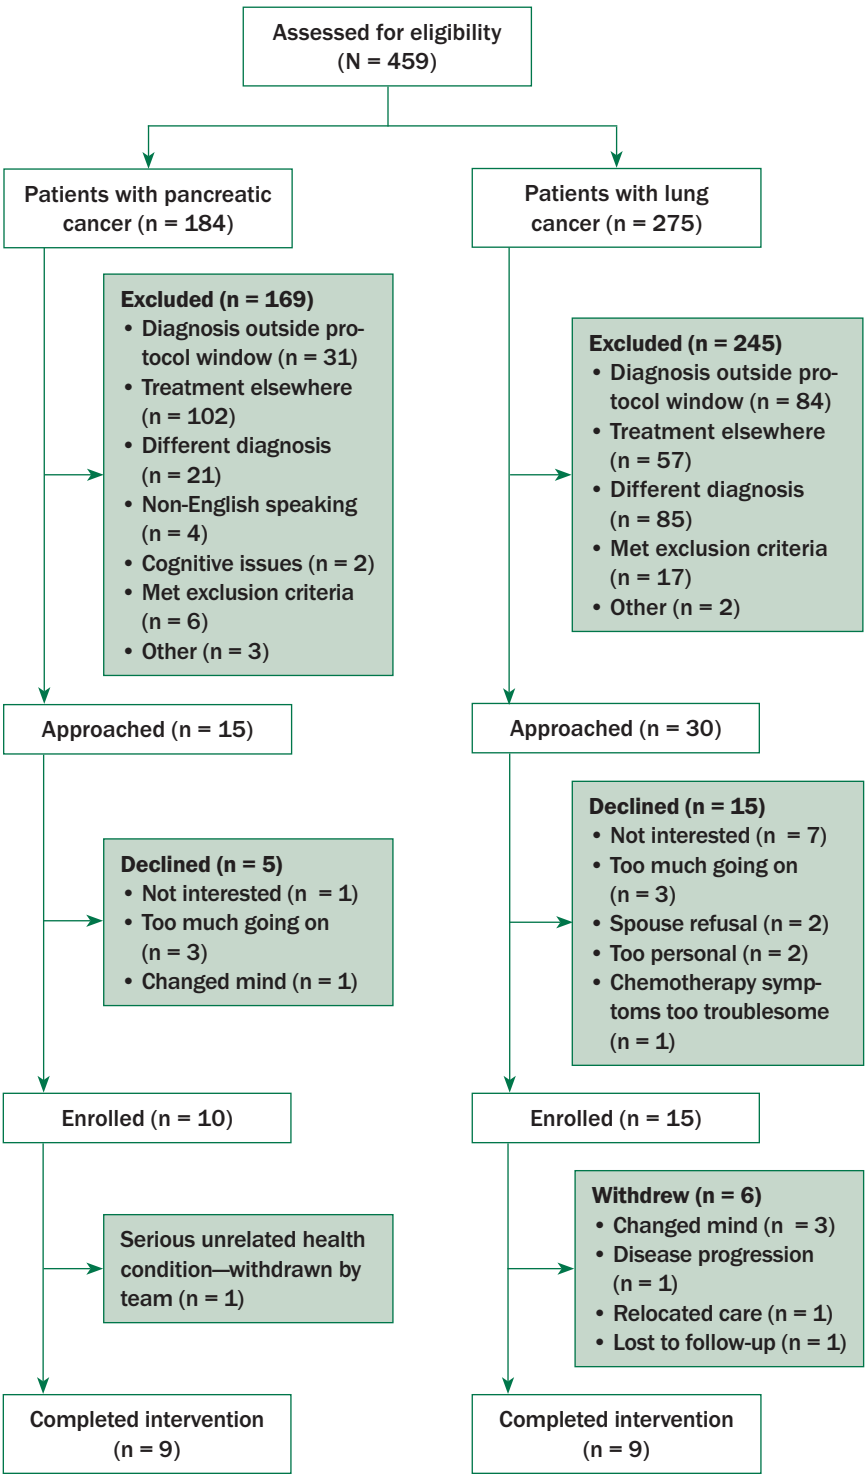 Assessed for eligibility
(N = 459)
Patients with pancreatic
cancer (n = 184)
Excluded (n = 169)
• Diagnosis outside pro-
tocol window (n = 31)
• Treatment elsewhere
(n = 102)
• Different diagnosis
(n = 21)
• Non-English speaking
(n = 4)
• Cognitive issues (n = 2)
• Met exclusion criteria
(n = 6)
• Other (n = 3)
Approached (n = 15)
Declined (n = 5)
• Not interested (n = 1)
• Too much going on
(n = 3)
• Changed mind (n = 1)
Enrolled (n = 10)
Serious unrelated health
condition—withdrawn by
team (n = 1)
Completed intervention
(n = 9)
Patients with lung
cancer (n = 275)
Excluded (n = 245)
• Diagnosis outside pro-
tocol window (n = 84)
• Treatment elsewhere
(n = 57)
• Different diagnosis
(n = 85)
• Met exclusion criteria
(n = 17)
• Other (n = 2)
Approached (n = 30)
Declined (n = 15)
• Not interested (n = 7)
• Too much going on
(n = 3)
• Spouse refusal (n = 2)
• Too personal (n = 2)
• Chemotherapy symp-
toms too troublesome
(n = 1)
Enrolled (n = 15)
Withdrew (n = 6)
• Changed mind (n = 3)
• Disease progression
(n = 1)
• Relocated care (n = 1)
• Lost to follow-up (n = 1)
Completed intervention
(n = 9)